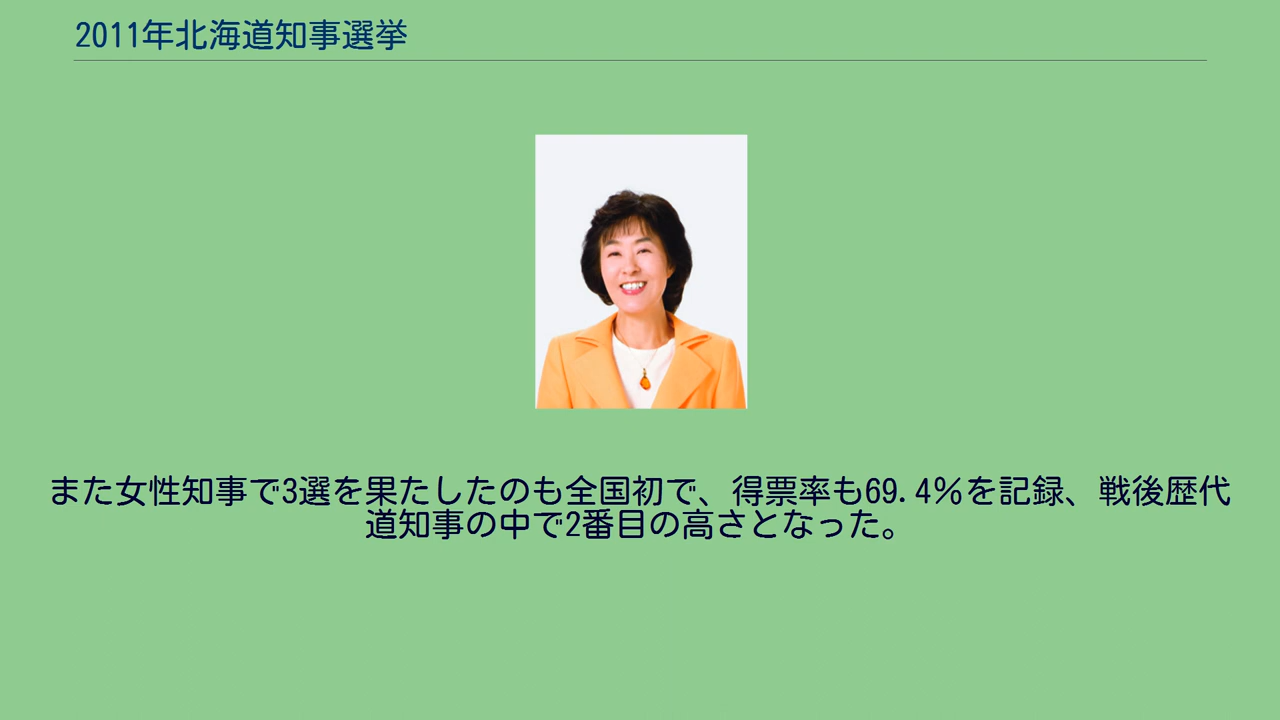 2011年北海道知事選挙
また女性知事で3選を果たしたのも全国初で、得票率も69.4%を記録、戦後歴代
道知事の中で2番目の高さとなった。